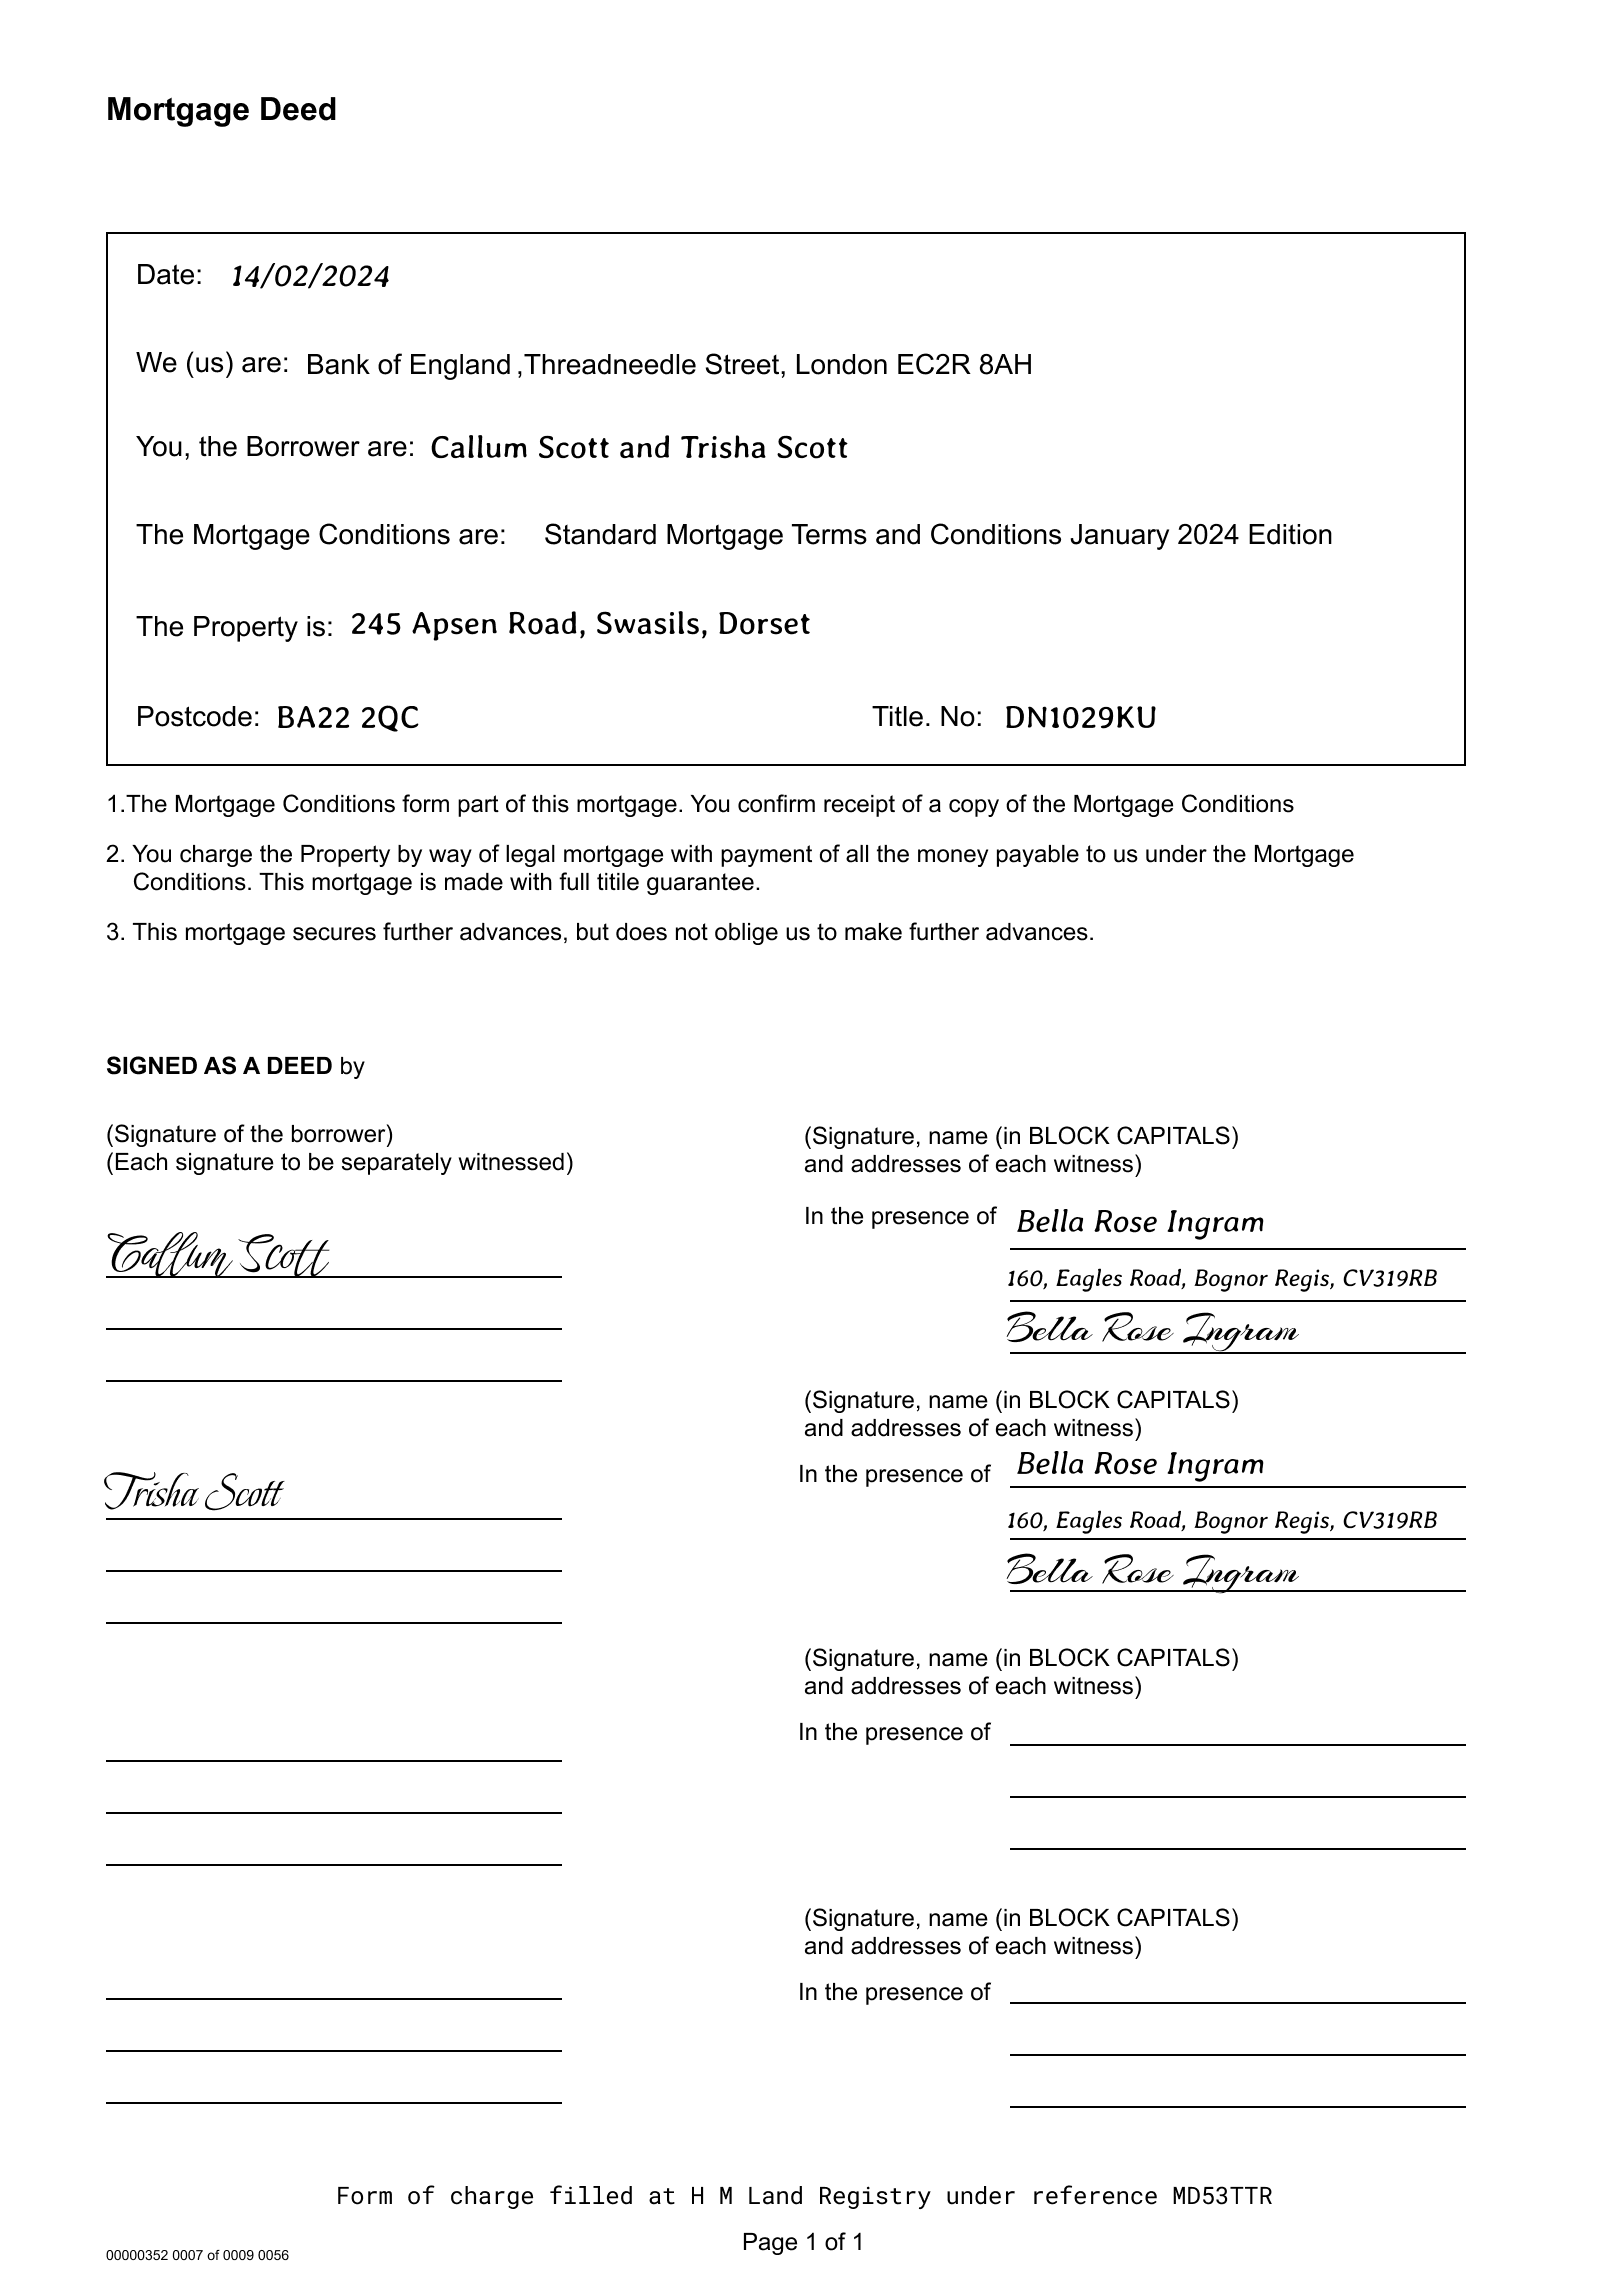 Mortgage Deed
Date: 14/02/2024
We (us) are: Bank of England ,Threadneedle Street, London EC2R 8AH
You, the Borrower are: Callum Scott and Trisha Scott
The Mortgage Conditions are: Standard Mortgage Terms and Conditions January 2024 Edition
The Property is: 245 Apsen Road, Swasils, Dorset
Postcode: BA22 2QC Title. No: DN1029KU
1.The Mortgage Conditions form part of this mortgage. You confirm receipt of a copy of the Mortgage Conditions
2. You charge the Property by way of legal mortgage with payment of all the money payable to us under the Mortgage
Conditions. This mortgage is made with full titile guarantee.
3. This mortgage secures further advances, but does not oblige us to make further advances.
SIGNED AS A DEED by
(Signature of the borrower)
(Each signature to be separately witnessed)
(Signature, name (in BLOCK CAPITALS)
and addresses of each witness)
In the presence of Bella Rose Ingram
Callum Scott
160, Eagles Road, Bognor Regis, CV319RB
Bella Rose Ingram
(Signature, name (in BLOCK CAPITALS)
and addresses of each witness)
In the presence of Bella Rose Ingram
Trisha Scott
160, Eagles Road, Bognor Regis, CV319RB
Bella Rose Ingram
(Signature, name (in BLOCK CAPITALS)
and addresses of each witness)
In the presence of
(Signature, name (in BLOCK CAPITALS)
and addresses of each witness)
In the presence of
Form of charge filled at H M Land Registry under reference MD53TTR
Page 1 of 1
00000352 0007 of 0009 0056